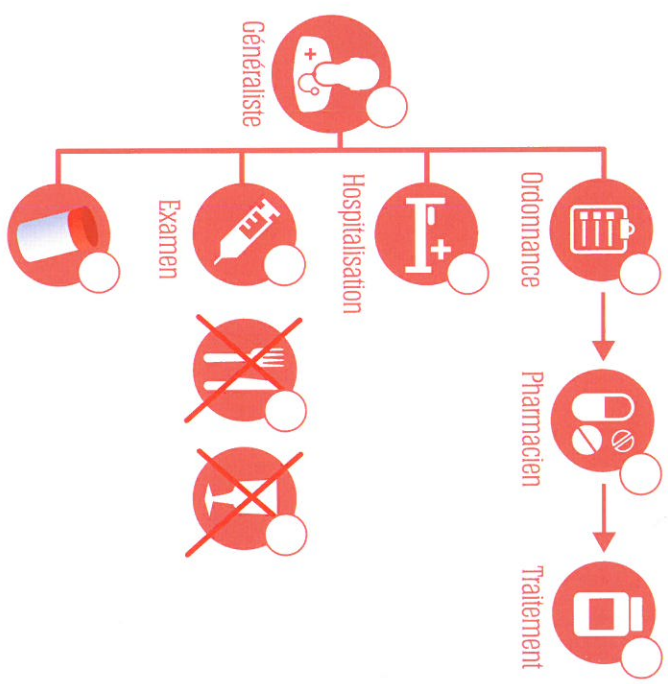 Généraliste
Ordonnance
Pharmacien
Traitement
Hospitalisation
Examen